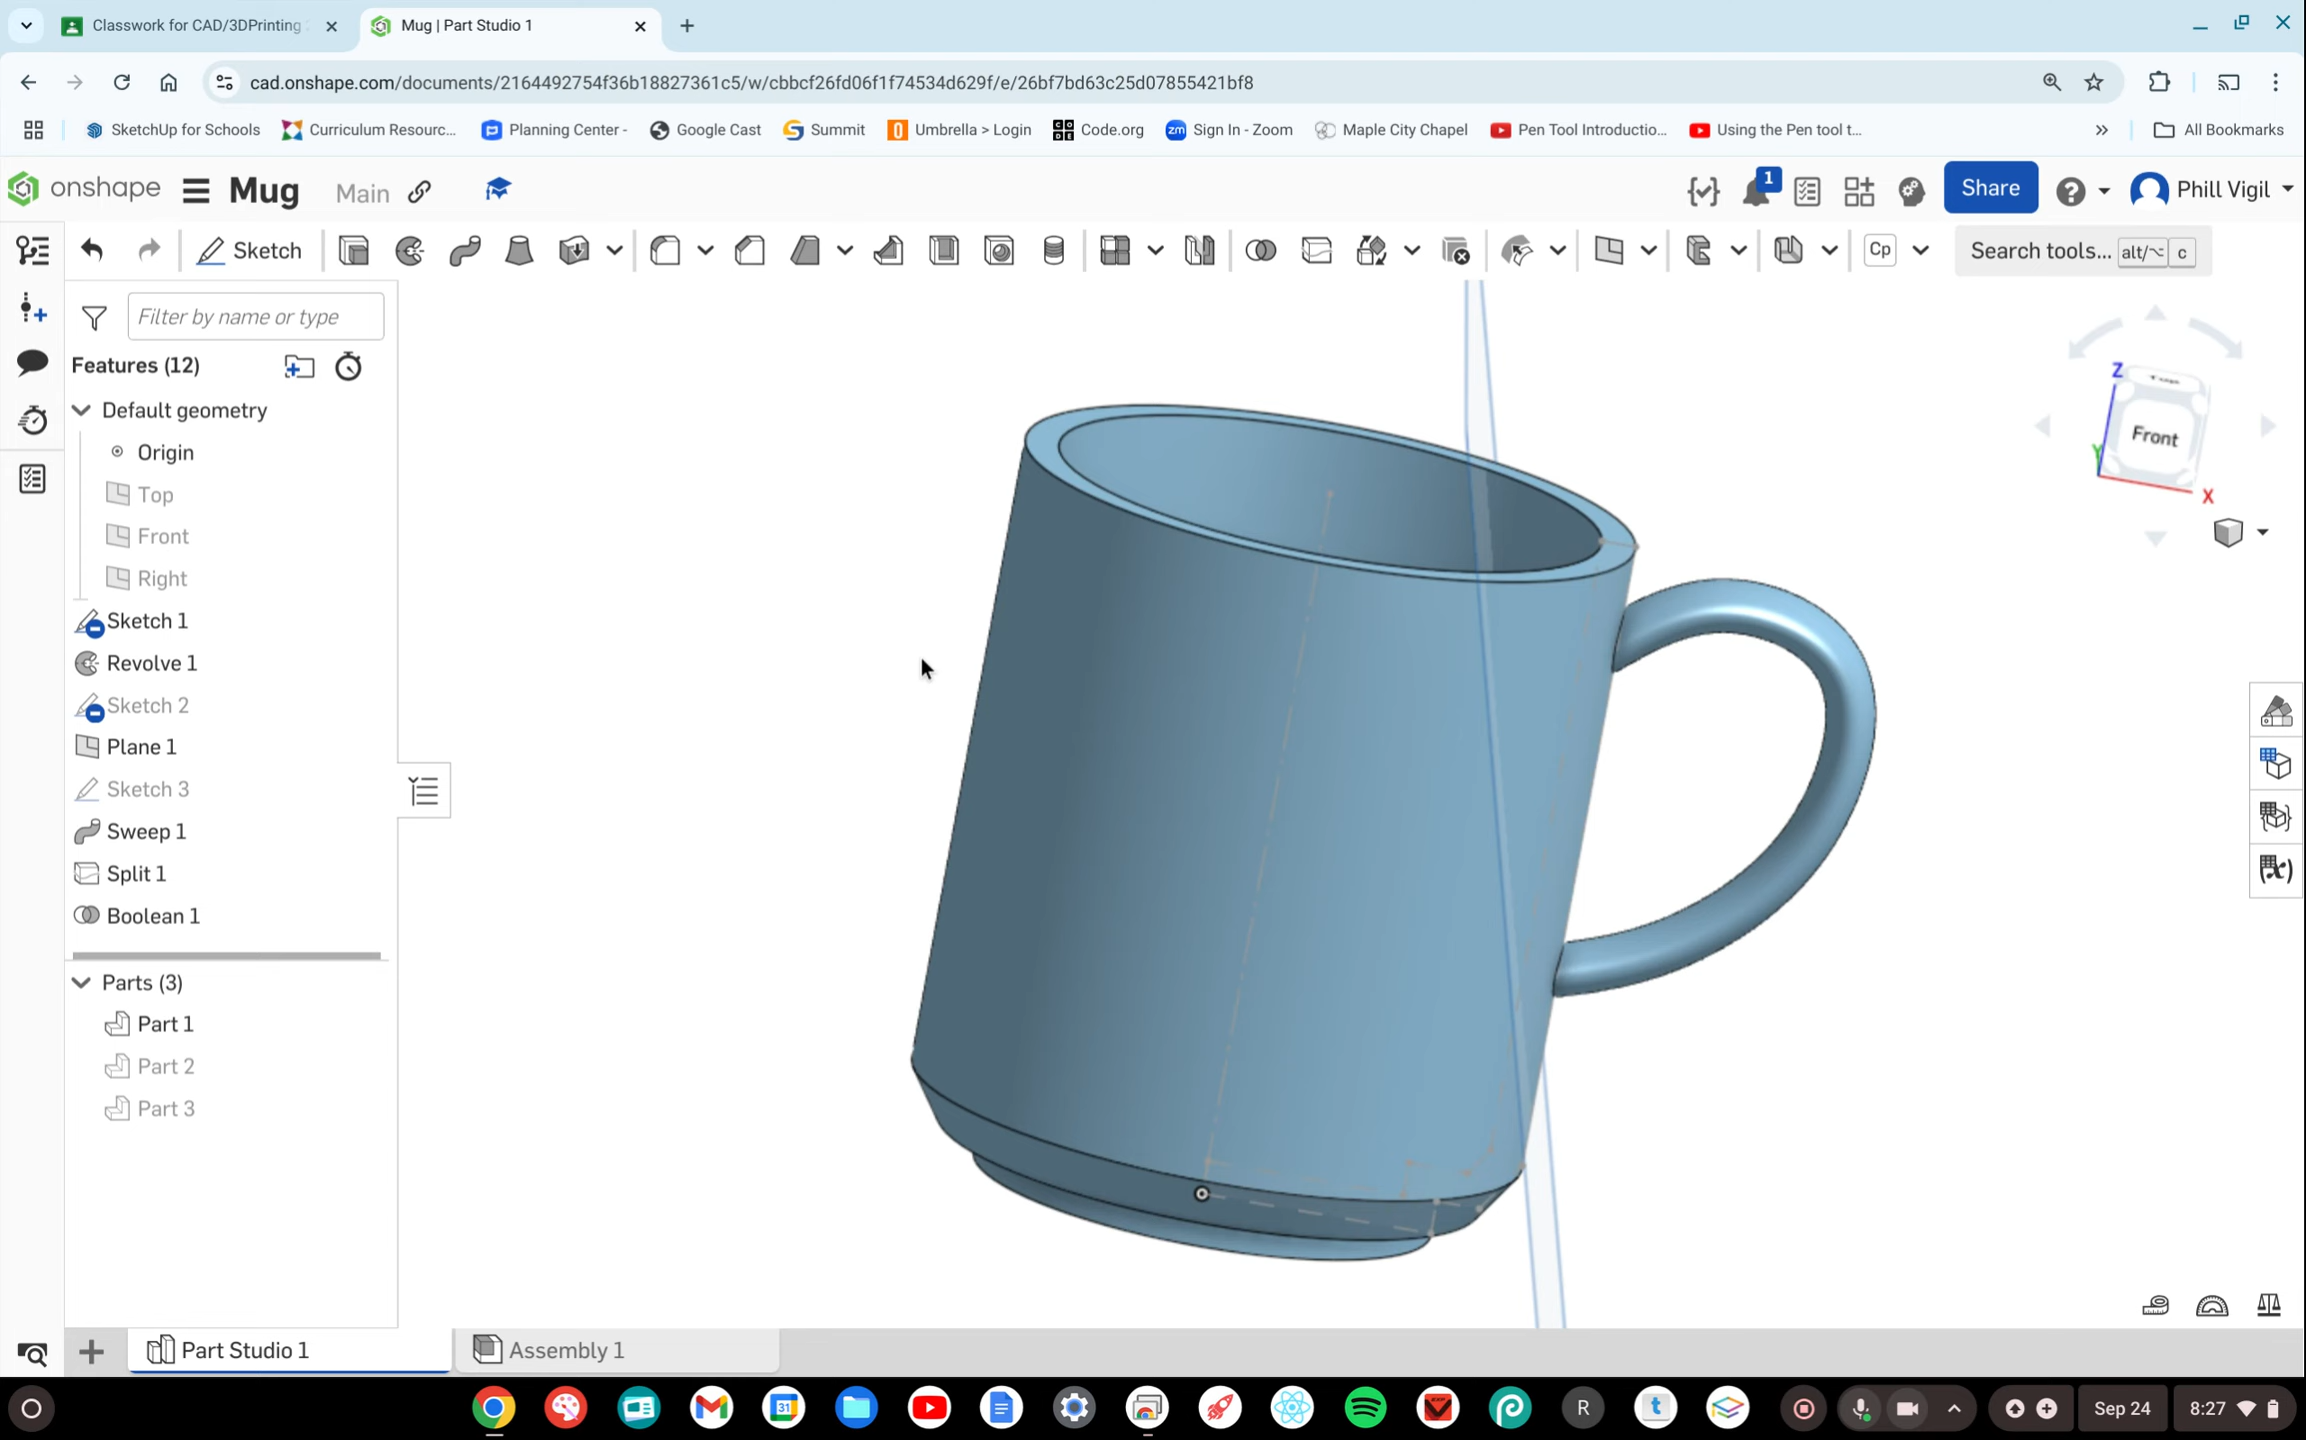 Classwork for CAD/3DPrinting
Mug | Part Studio 1
cad.onshape.com/documents/2164492754f36b18827361c5/w/cbbcf26fd06f1f74534d629f/e/26bf7bd63c25d07855421bf8
SketchUp for Schools
Curriculum Resourc...
Planning Center -
Google Cast
Summit
Umbrella > Login
Code.org
Sign In - Zoom
Maple City Chapel
Pen Tool Introductio...
Using the Pen tool t...
»
All Bookmarks
onshape
Mug
Main
1
Share
Phill Vigil
Sketch
Cp
Search tools... alt/⌥ c
Filter by name or type
Features (12)
Default geometry
Origin
Top
Front
Right
Sketch 1
Revolve 1
Sketch 2
Plane 1
Sketch 3
Sweep 1
Split 1
Boolean 1
Parts (3)
Part 1
Part 2
Part 3
Z
Top
Front
Y
X
Part Studio 1
Assembly 1
31
R
t
Sep 24
8:27